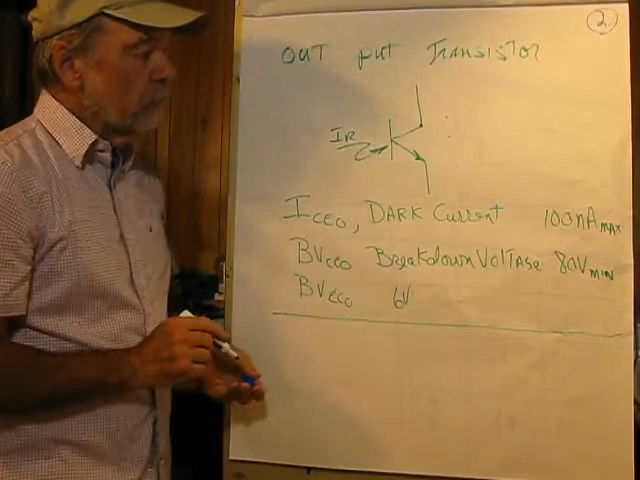 2
OUT put Transistor
IR
ICEO, DARK Current 100nA MAX
BVCEO Breakdown Voltage 80V MIN
BVECO 6V